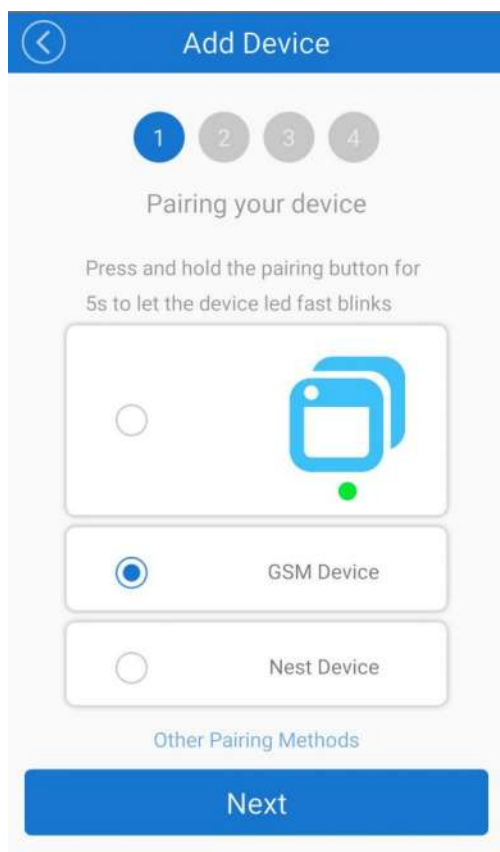 Add Device
1 2 3 4
Pairing your device
Press and hold the pairing button for
5s to let the device led fast blinks
GSM Device
Nest Device
Other Pairing Methods
Next